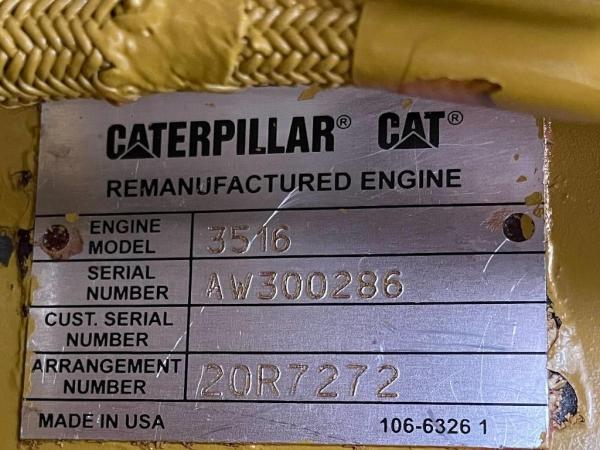 CATERPILLAR® CAT®
REMANUFACTURED ENGINE
ENGINE MODEL 3516
SERIAL NUMBER AW300286
CUST. SERIAL NUMBER
ARRANGEMENT NUMBER 20R7272
MADE IN USA 106-6326 1